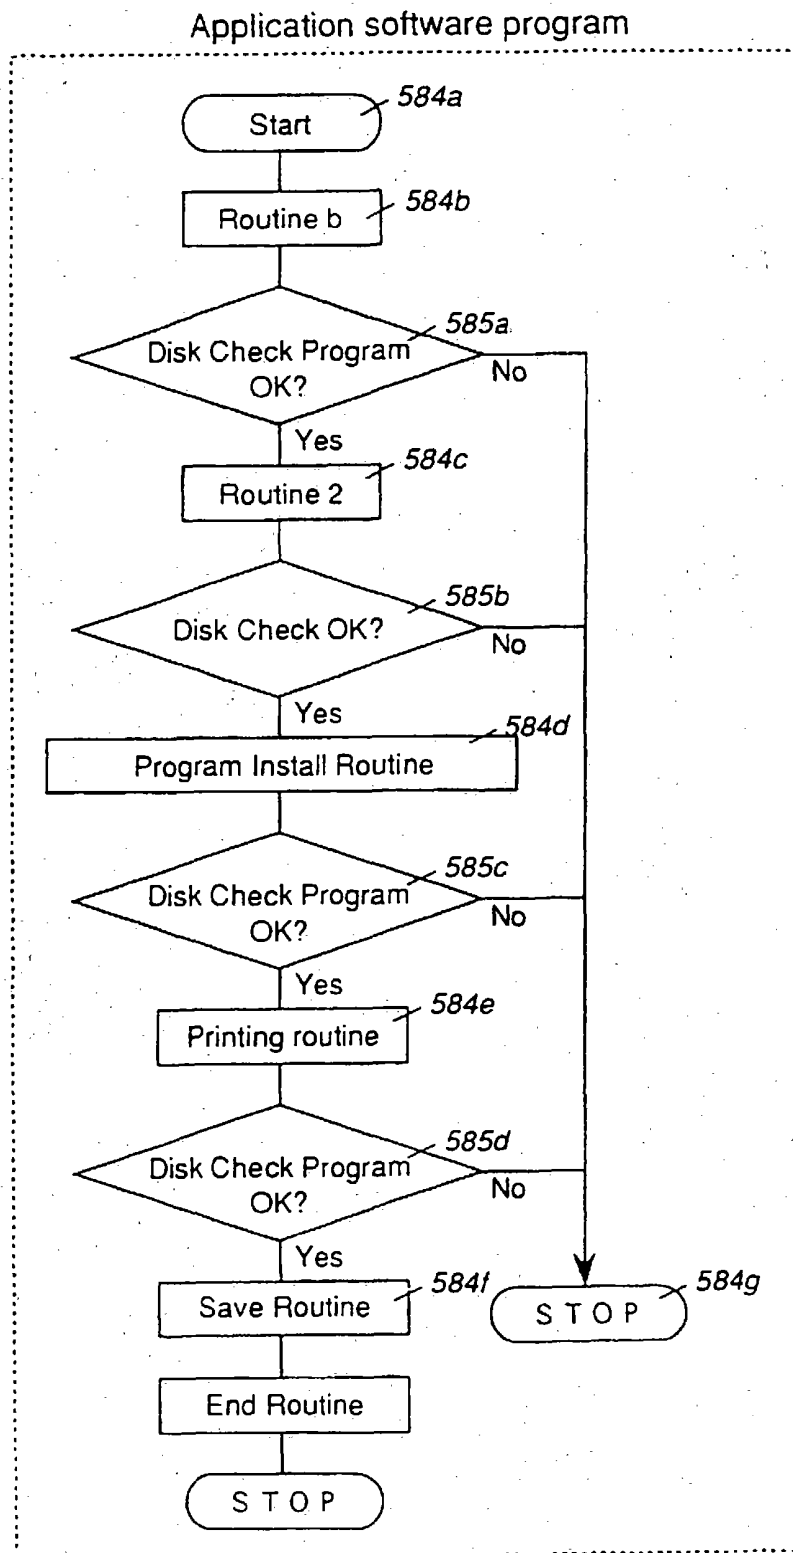 Application software program
584a
Start
584b
Routine b
585a
Disk Check Program
OK?
No
Yes
584c
Routine 2
585b
Disk Check OK?
No
Yes
584d
Program Install Routine
585c
Disk Check Program
OK?
No
Yes
584e
Printing routine
585d
Disk Check Program
OK?
No
Yes
584f
Save Routine
584g
STOP
End Routine
STOP